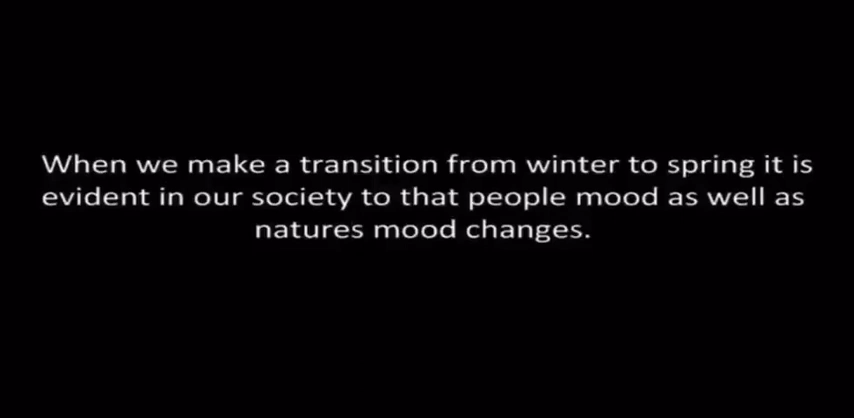 When we make a transition from winter to spring it is
evident in our society to that people mood as well as
natures mood changes.